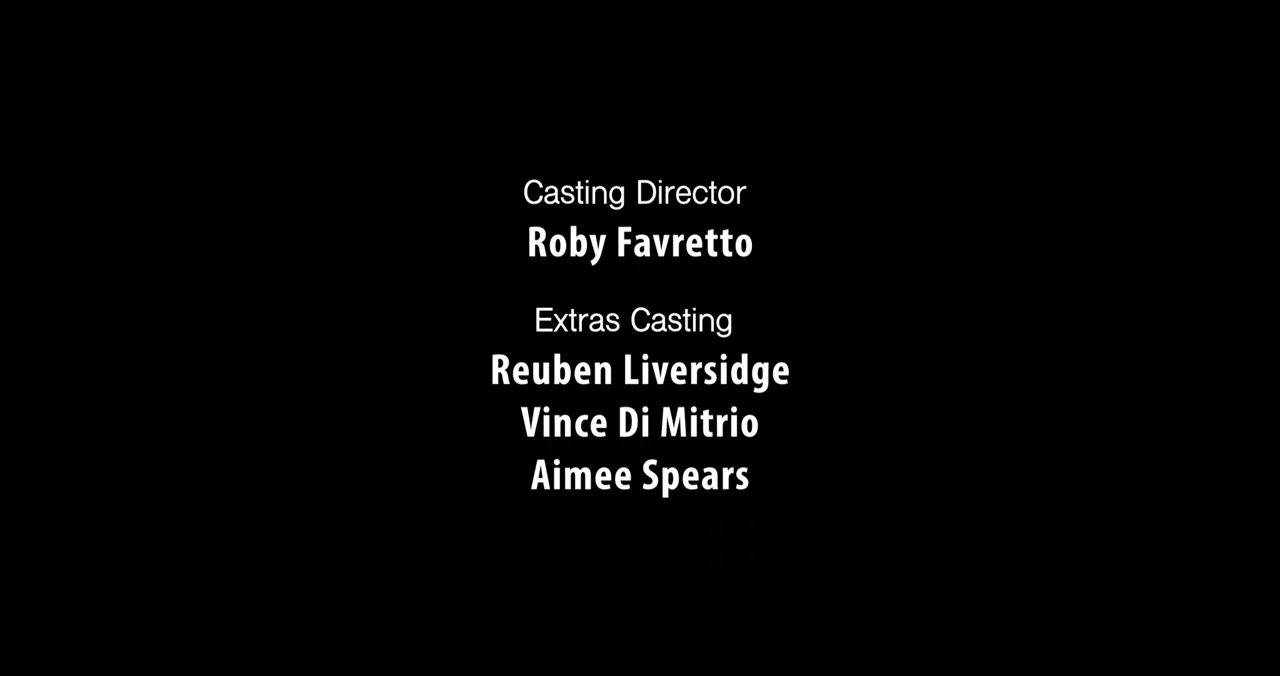 Casting Director
Roby Favretto
Extras Casting
Reuben Liversidge
Vince Di Mitrio
Aimee Spears